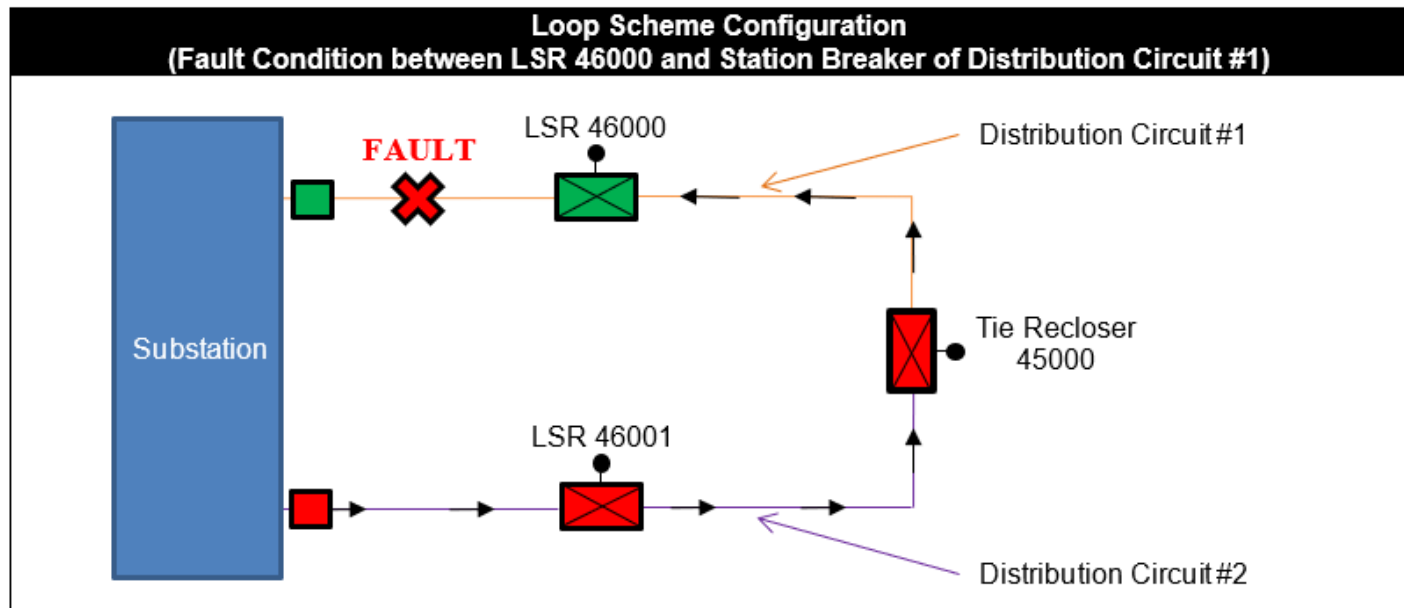 Loop Scheme Configuration
(Fault Condition between LSR 46000 and Station Breaker of Distribution Circuit #1)
LSR 46000
Distribution Circuit #1
FAULT
Substation
Tie Recloser
45000
LSR 46001
Distribution Circuit #2